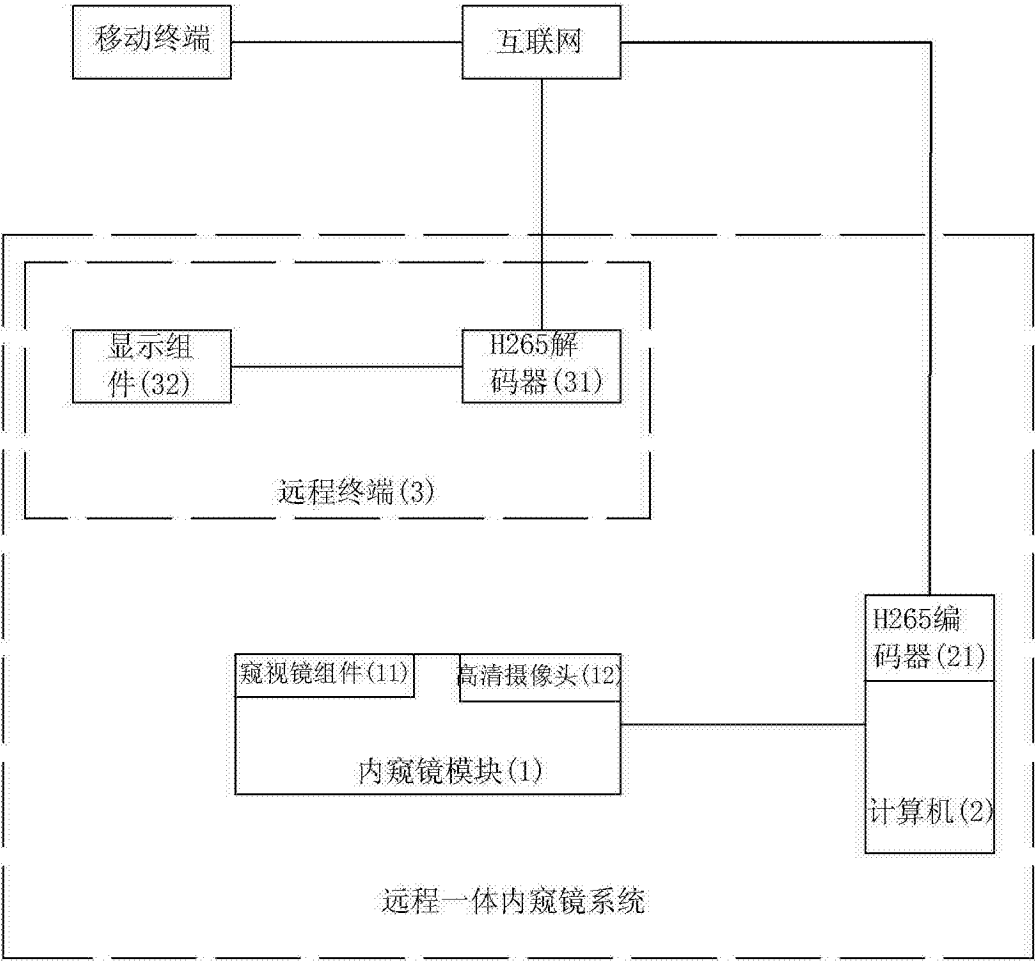 移动终端
互联网
显示组
件(32)
H265解
码器(31)
远程终端(3)
H265编
码器(21)
窥视镜组件(11)
高清摄像头(12)
内窥镜模块(1)
计算机(2)
远程一体内窥镜系统